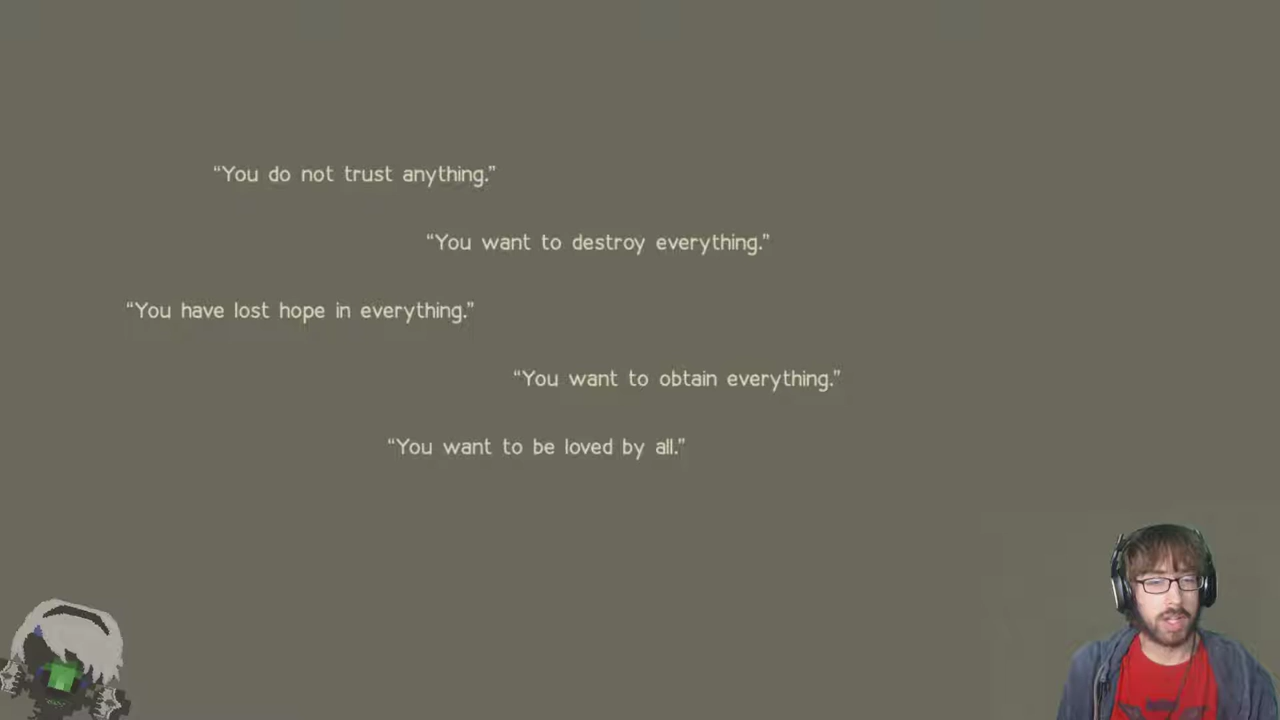 “You do not trust anything.”
“You want to destroy everything.”
“You have lost hope in everything.”
“You want to obtain everything.”
“You want to be loved by all.”